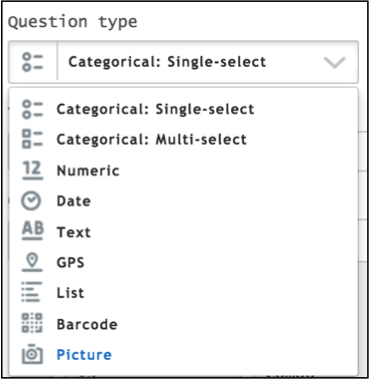 Question type
Categorical: Single-select
Categorical: Single-select
Categorical: Multi-select
12 Numeric
Date
AB Text
GPS
List
Barcode
Picture